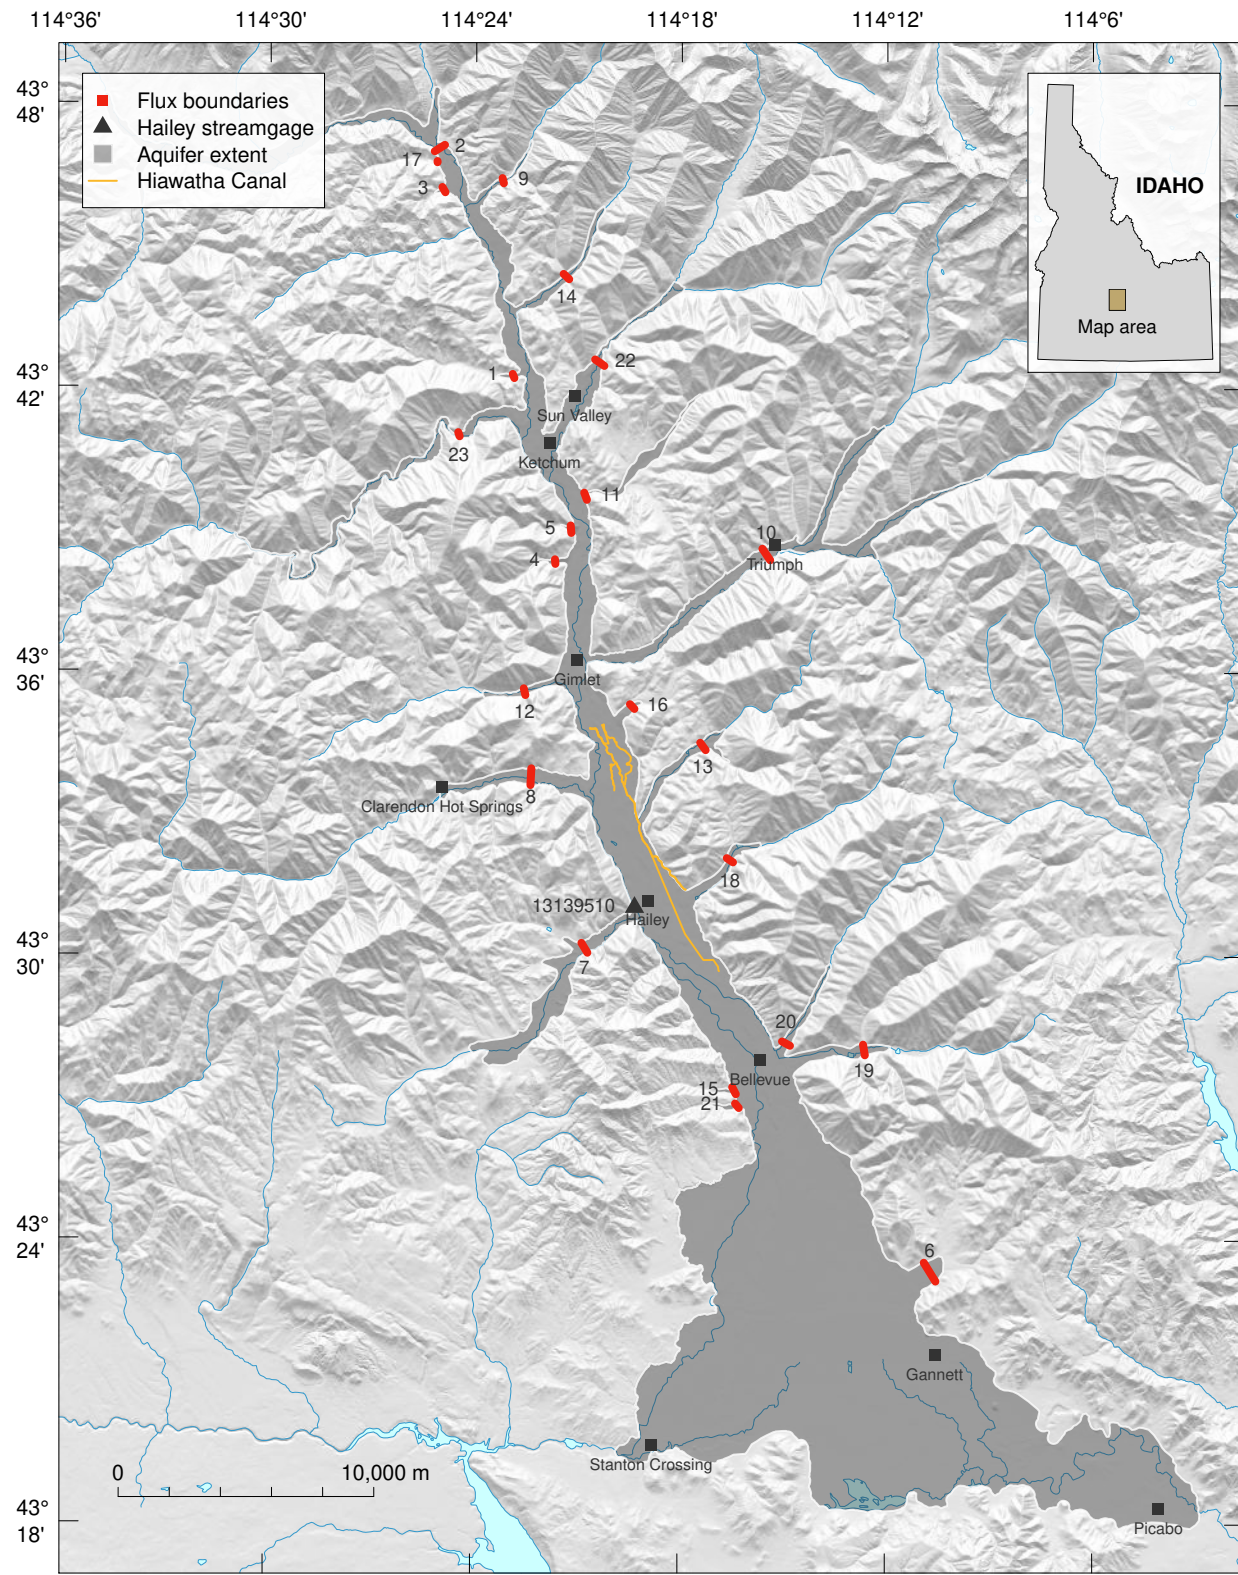 114°36'
114°30'
114°24'
114°18'
114°12'
114°6'
43°
48'
Flux boundaries
Hailey streamgage
Aquifer extent
Hiawatha Canal
IDAHO
Map area
2
17
3
9
14
1
22
43°
42'
Sun Valley
23
Ketchum
11
5
4
10
Triumph
43°
36'
Gimlet
12
16
13
8
Clarendon Hot Springs
18
13139510
Hailey
43°
30'
7
20
19
Bellevue
15
21
43°
24'
6
Gannett
Stanton Crossing
0
10,000 m
43°
18'
Picabo